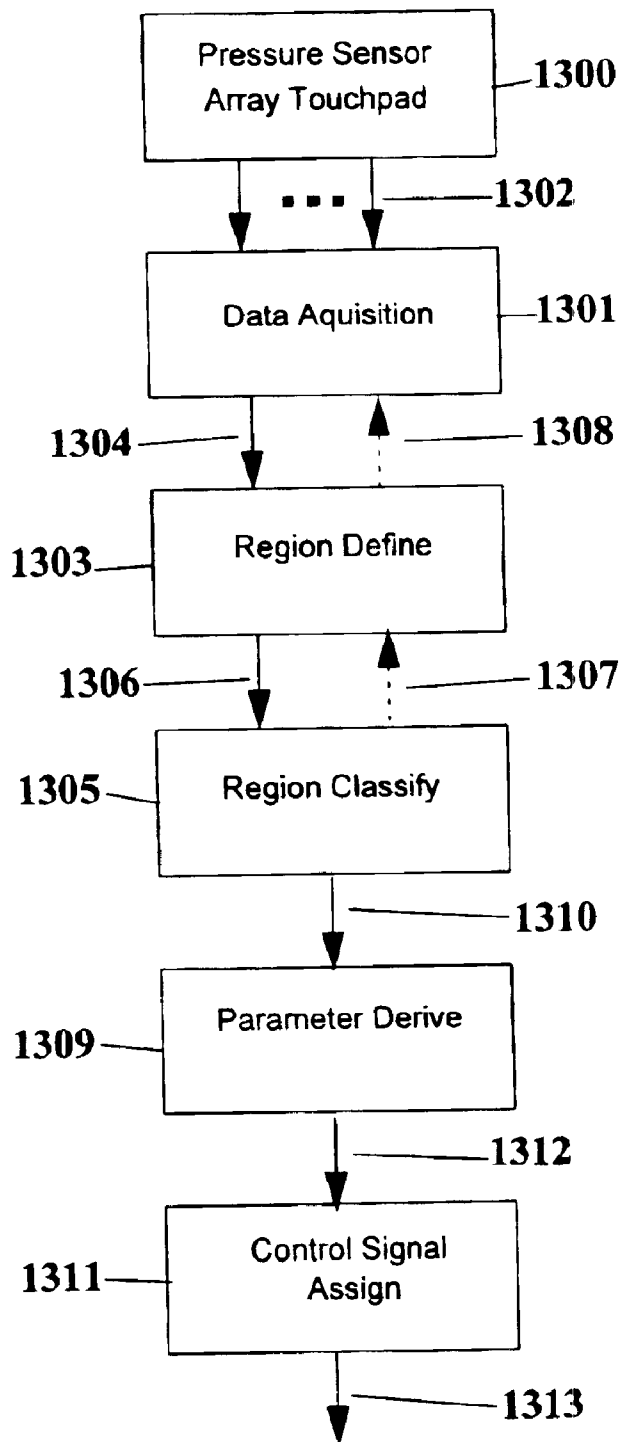 Pressure Sensor
Array Touchpad
1300
1302
Data Aquisition
1301
1304
1308
Region Define
1303
1306
1307
Region Classify
1305
1310
Parameter Derive
1309
1312
Control Signal
Assign
1311
1313